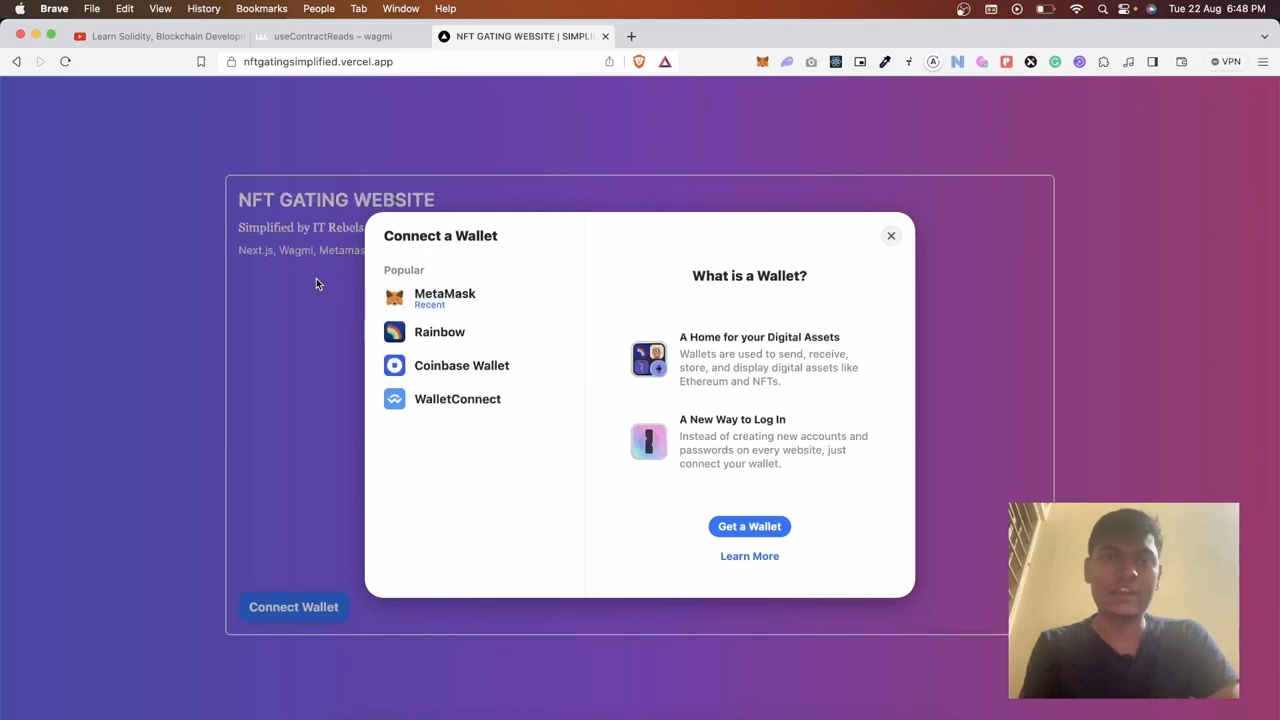 Brave File Edit View History Bookmarks People Tab Window Help Tue 22 Aug 6:48 PM
Learn Solidity, Blockchain Develop useContractReads – wagmi NFT GATING WEBSITE | SIMPLI
nftgatingsimplified.vercel.app VPN
NFT GATING WEBSITE
Simplified by IT Rebels
Next.js, Wagmi, Metamas
Connect a Wallet
Popular
MetaMask
Recent
Rainbow
Coinbase Wallet
WalletConnect
What is a Wallet?
A Home for your Digital Assets
Wallets are used to send, receive,
store, and display digital assets like
Ethereum and NFTs.
A New Way to Log In
Instead of creating new accounts and
passwords on every website, just
connect your wallet.
Get a Wallet
Learn More
Connect Wallet